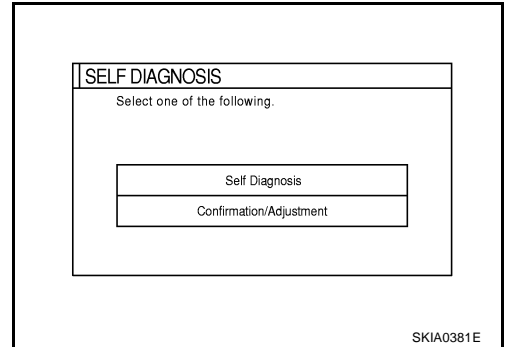 SELF DIAGNOSIS
Select one of the following.
Self Diagnosis
Confirmation/Adjustment
SKIA0381E